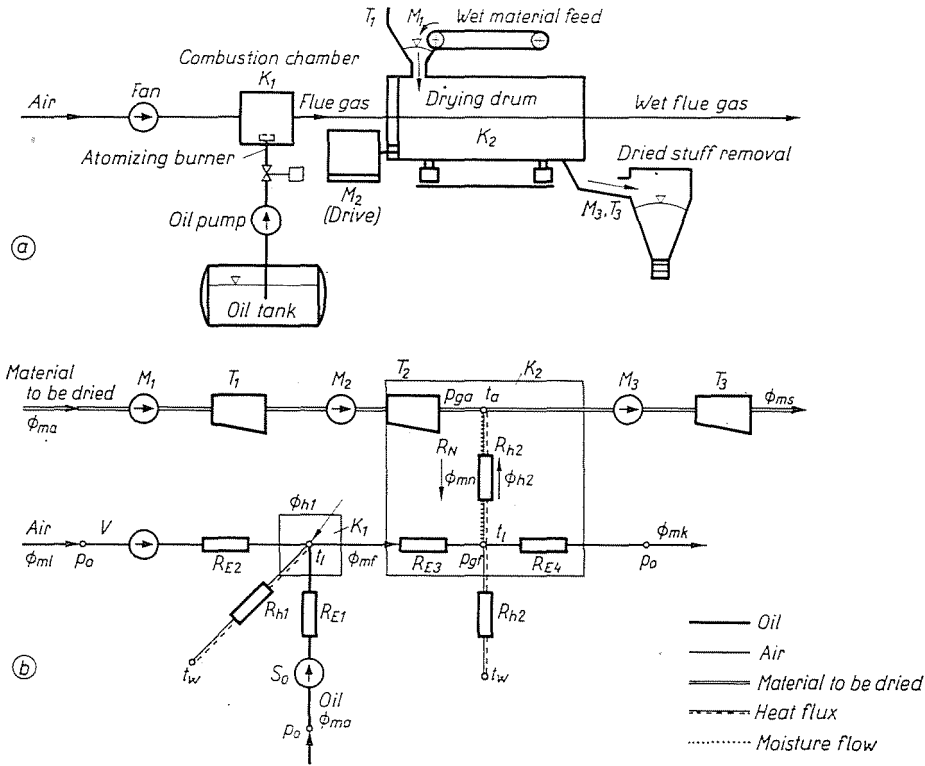 T₁
M₁
Wet material feed
Combustion chamber
K₁
Air
Fan
Flue gas
Drying drum
K₂
Wet flue gas
Atomizing burner
Dried stuff removal
M₂
(Drive)
M₃, T₃
Oil pump
a
Oil tank
Material
to be dried
M₁
T₁
M₂
T₂
K₂
M₃
T₃
ϕma
pga
ta
ϕms
RN
Rh2
ϕmn
ϕh2
ϕh1
K₁
Air
V
ϕml
po
RE2
tl
ϕmf
RE3
pgf
tl
RE4
po
ϕmk
Rh1
RE1
Rh2
tw
So
tw
b
Oil
ϕma
po
Oil
Air
Material to be dried
Heat flux
Moisture flow